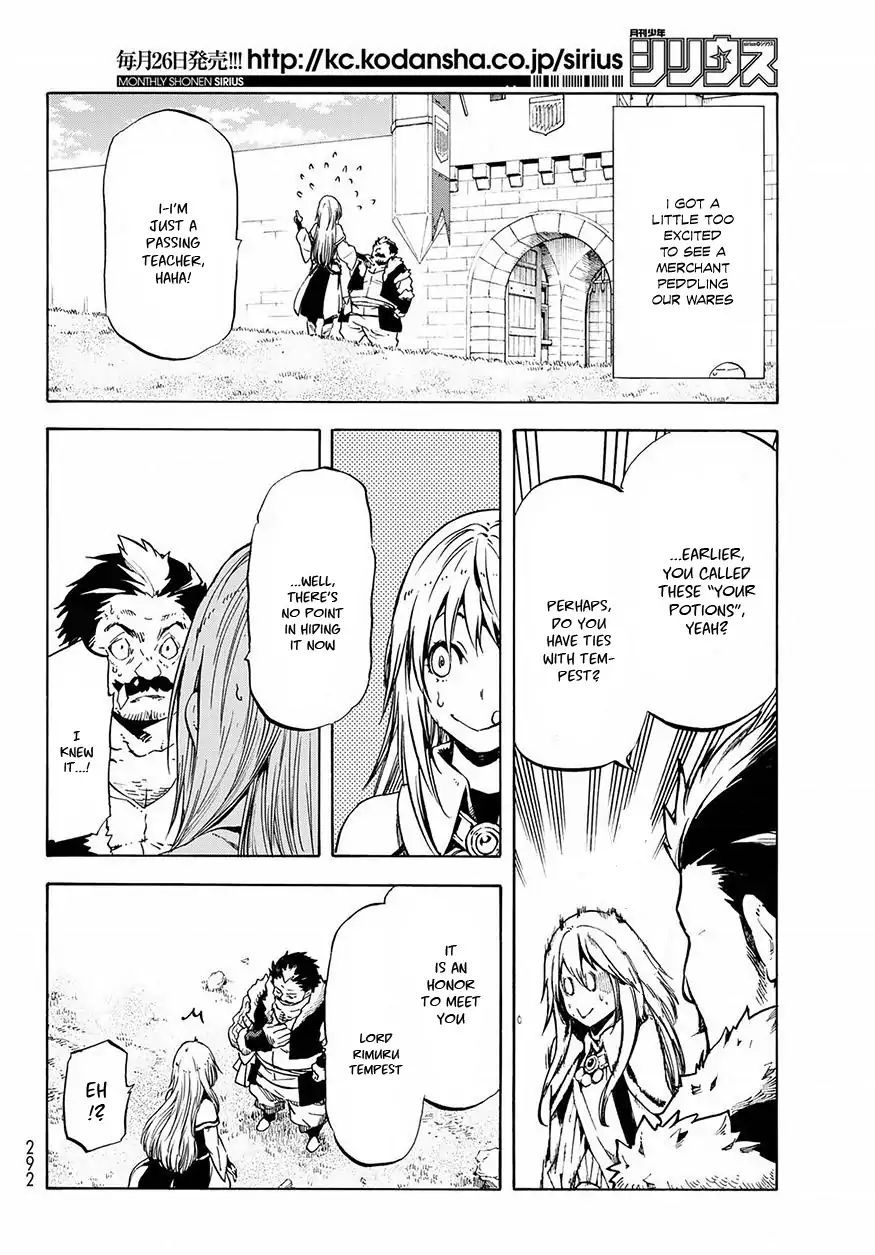 毎月26日発売!!! http://kc.kodansha.co.jp/sirius
MONTHLY SHONEN SIRIUS
月刊少年
シリウス
I GOT A
LITTLE TOO
EXCITED
TO SEE A
MERCHANT
PEDDLING
OUR WARES
I-I'M
JUST A
PASSING
TEACHER,
HAHA!
...EARLIER,
YOU CALLED
THESE "YOUR
POTIONS",
YEAH?
PERHAPS,
DO YOU
HAVE TIES
WITH TEM-
PEST?
...WELL,
THERE'S
NO POINT
IN HIDING
IT NOW
I
KNEW
IT...!
IT
IS AN
HONOR
TO MEET
YOU
LORD
RIMURU
TEMPEST
EH
!?
292